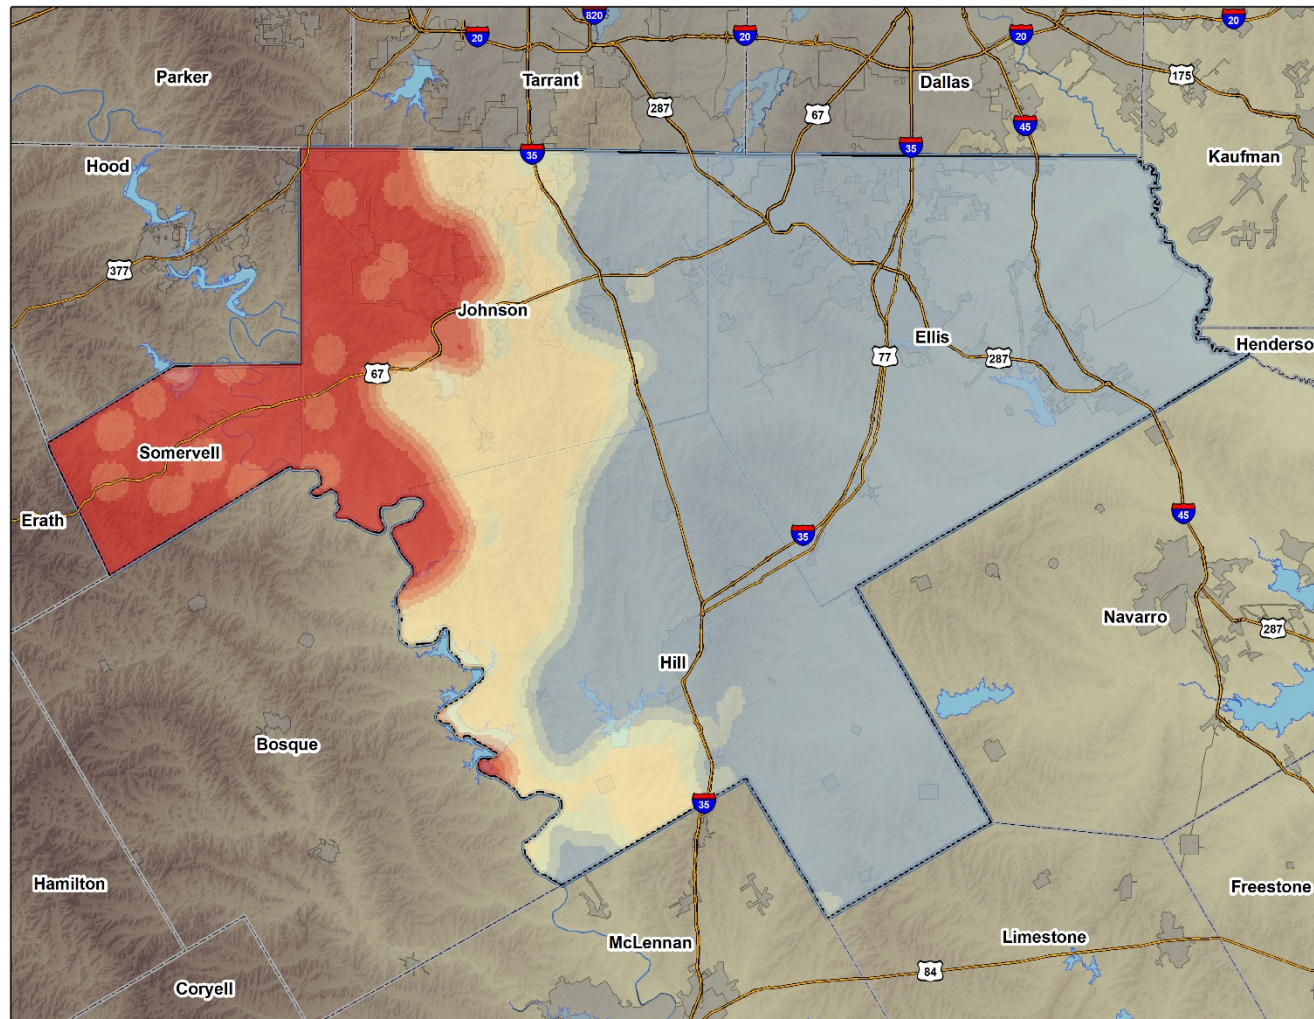 820
20
20
20
20
Parker
Tarrant
Dallas
175
287
67
45
35
35
Hood
Kaufman
377
Johnson
Ellis
Henderso
77
287
67
Somervell
Erath
45
35
Navarro
287
Hill
Bosque
35
Hamilton
Freestone
McLennan
Limestone
84
Coryell